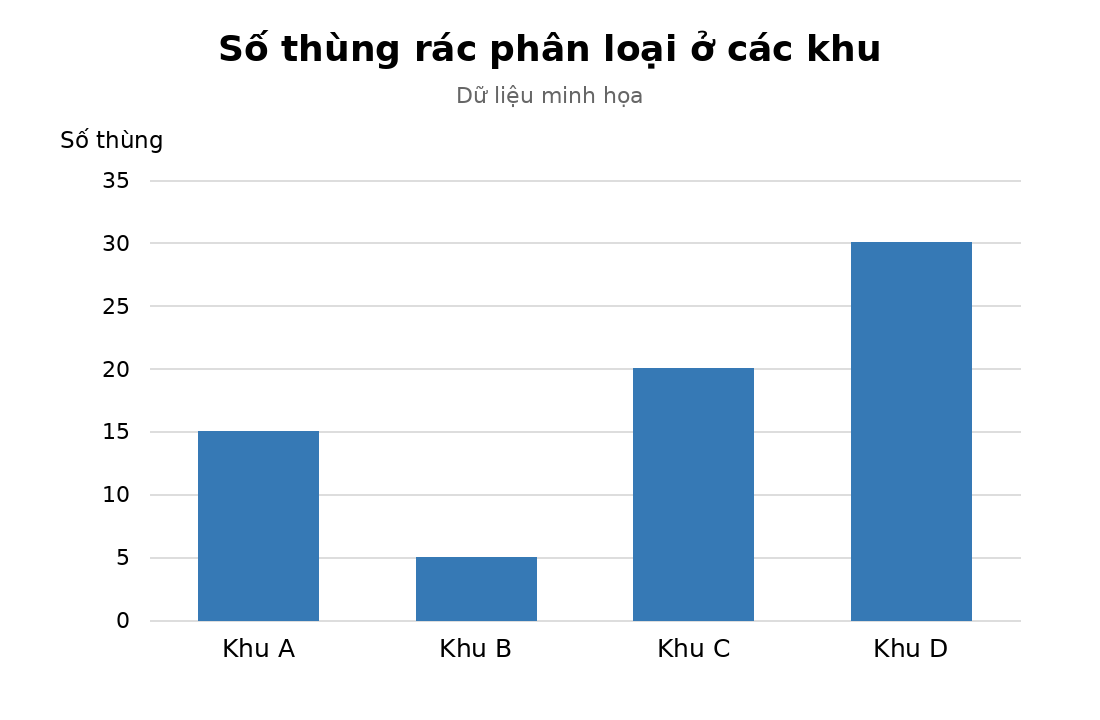 Số thùng rác phân loại ở các khu
Dữ liệu minh họa
Số thùng
35
30
25
20
15
10
5
0
Khu A Khu B Khu C Khu D